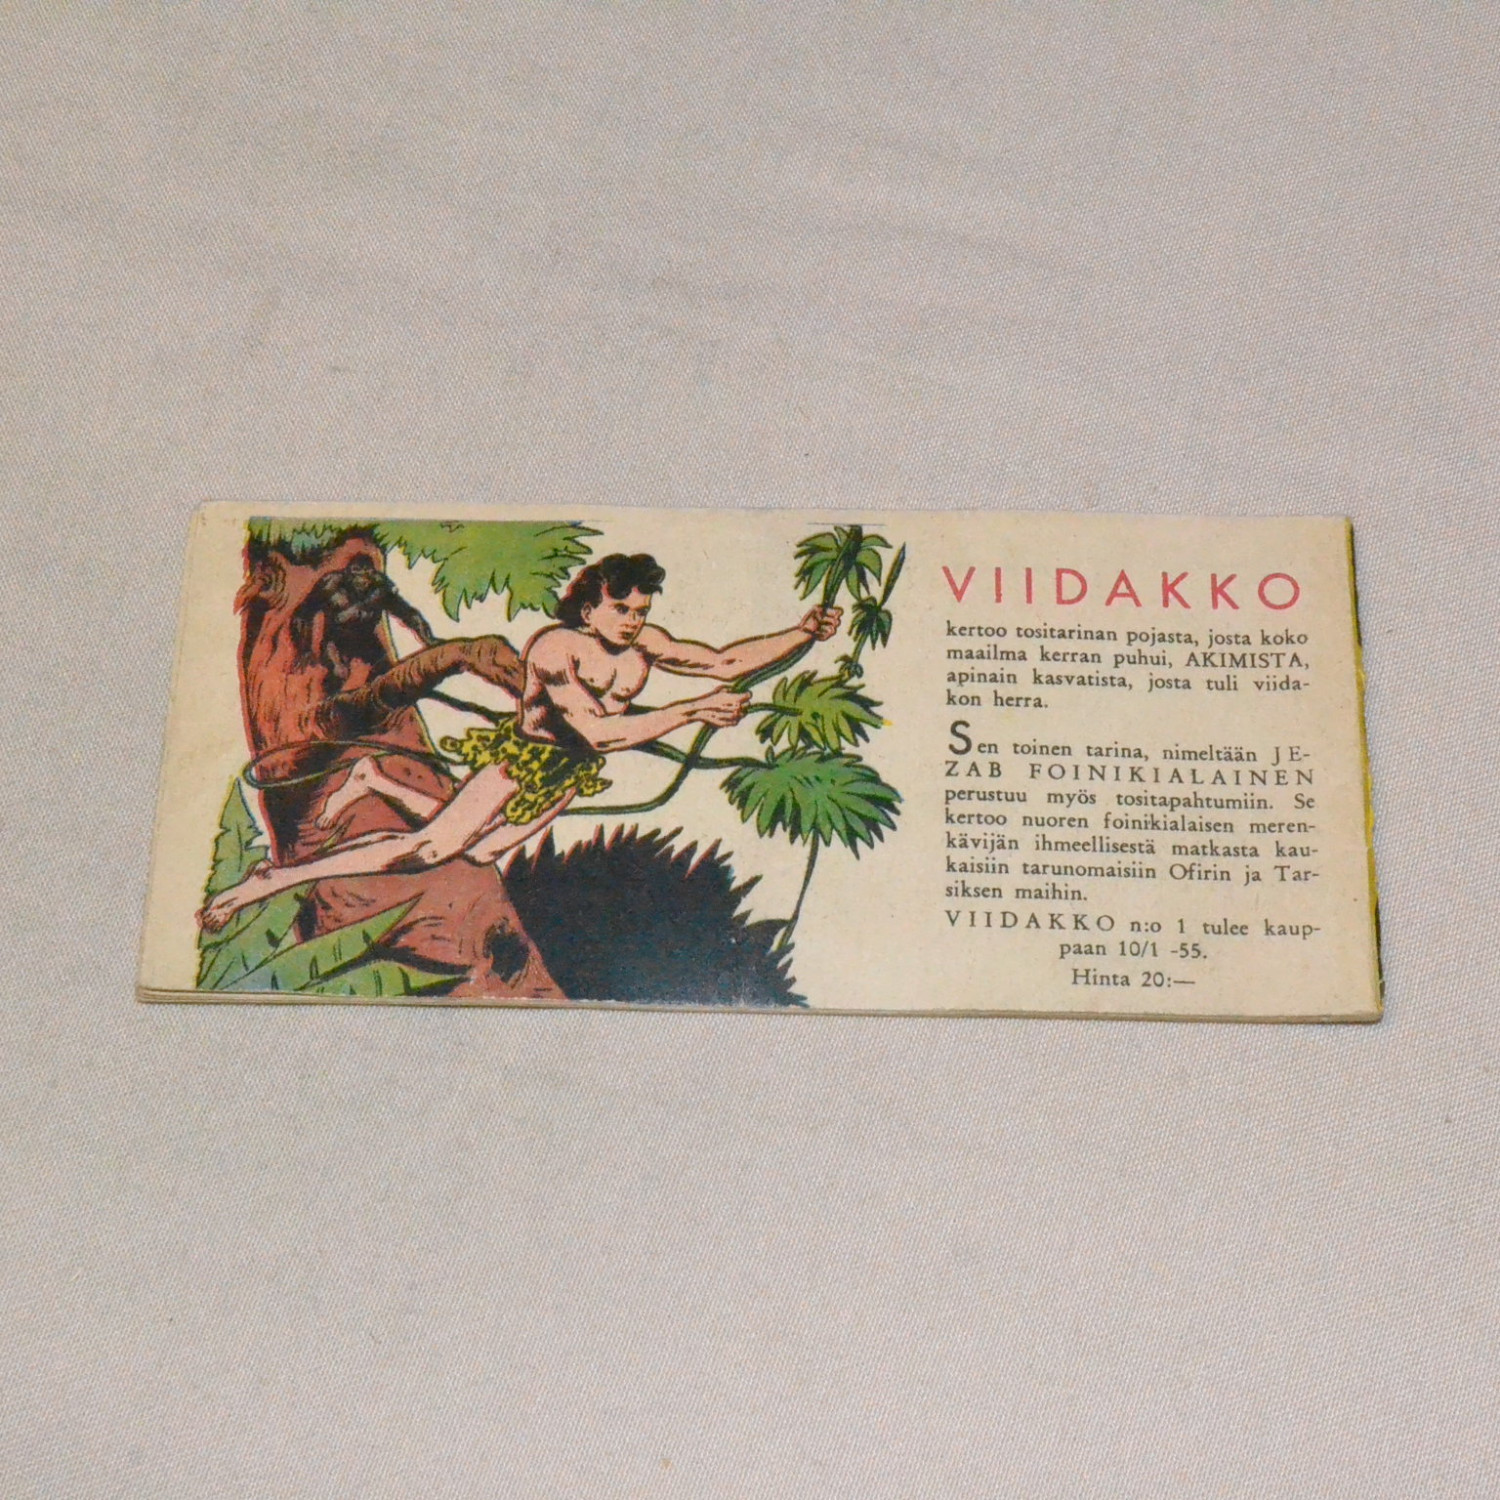 VIIDAKKO
kertoo tositarinan pojasta, josta koko
maailma kerran puhui, AKIMISTA,
apinain kasvatista, josta tuli viida-
kon herra.
Sen toinen tarina, nimeltään JE-
ZAB FOINIKIALAINEN
perustuu myös tositapahtumiin. Se
kertoo nuoren foinikialaisen meren-
kävijän ihmeellisestä matkasta kau-
kaisiin tarunomaisiin Ofirin ja Tar-
siksen maihin.
VIIDAKKO n:o 1 tulee kaup-
paan 10/1 -55.
Hinta 20:—